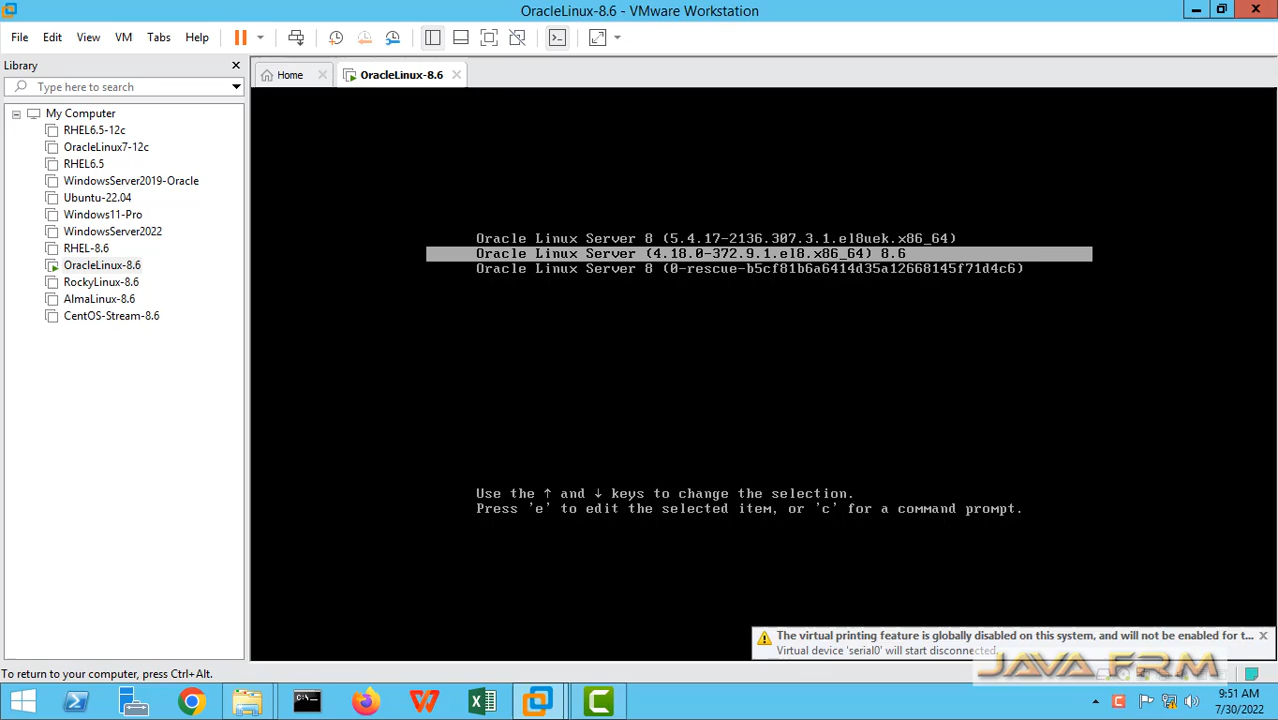 OracleLinux-8.6 - VMware Workstation
File Edit View VM Tabs Help
Library
Type here to search
My Computer
RHEL6.5-12c
OracleLinux7-12c
RHEL6.5
WindowsServer2019-Oracle
Ubuntu-22.04
Windows11-Pro
WindowsServer2022
RHEL-8.6
OracleLinux-8.6
RockyLinux-8.6
AlmaLinux-8.6
CentOS-Stream-8.6
Home
OracleLinux-8.6
Oracle Linux Server 8 (5.4.17-2136.307.3.1.el8uek.x86_64)
Oracle Linux Server (4.18.0-372.9.1.el8.x86_64) 8.6
Oracle Linux Server 8 (0-rescue-b5cf81b6a6414d35a12668145f71d4c6)
Use the ↑ and ↓ keys to change the selection.
Press 'e' to edit the selected item, or 'c' for a command prompt.
The virtual printing feature is globally disabled on this system, and will not be enabled for t...
Virtual device 'serial0' will start disconnected.
JAVA FRM
To return to your computer, press Ctrl+Alt.
9:51 AM
7/30/2022